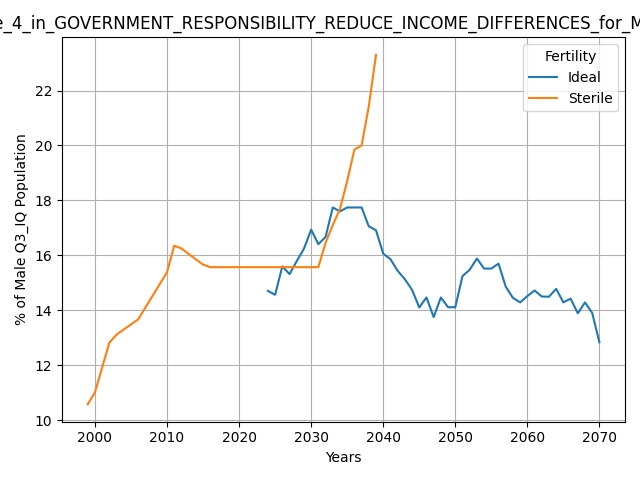 e_4_in_GOVERNMENT_RESPONSIBILITY_REDUCE_INCOME_DIFFERENCES_for_M
Fertility
Ideal
Sterile
22
20
18
16
14
12
10
% of Male Q3_IQ Population
2000 2010 2020 2030 2040 2050 2060 2070
Years